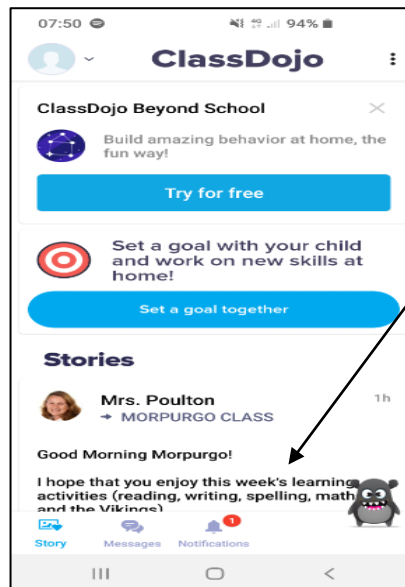 07:50 94%
ClassDojo
ClassDojo Beyond School
Build amazing behavior at home, the
fun way!
Try for free
Set a goal with your child
and work on new skills at
home!
Set a goal together
Stories
Mrs. Poulton 1h
→ MORPURGO CLASS
Good Morning Morpurgo!
I hope that you enjoy this week's learning
activities (reading, writing, spelling, math
and the Vikings)
1
Story Messages Notifications